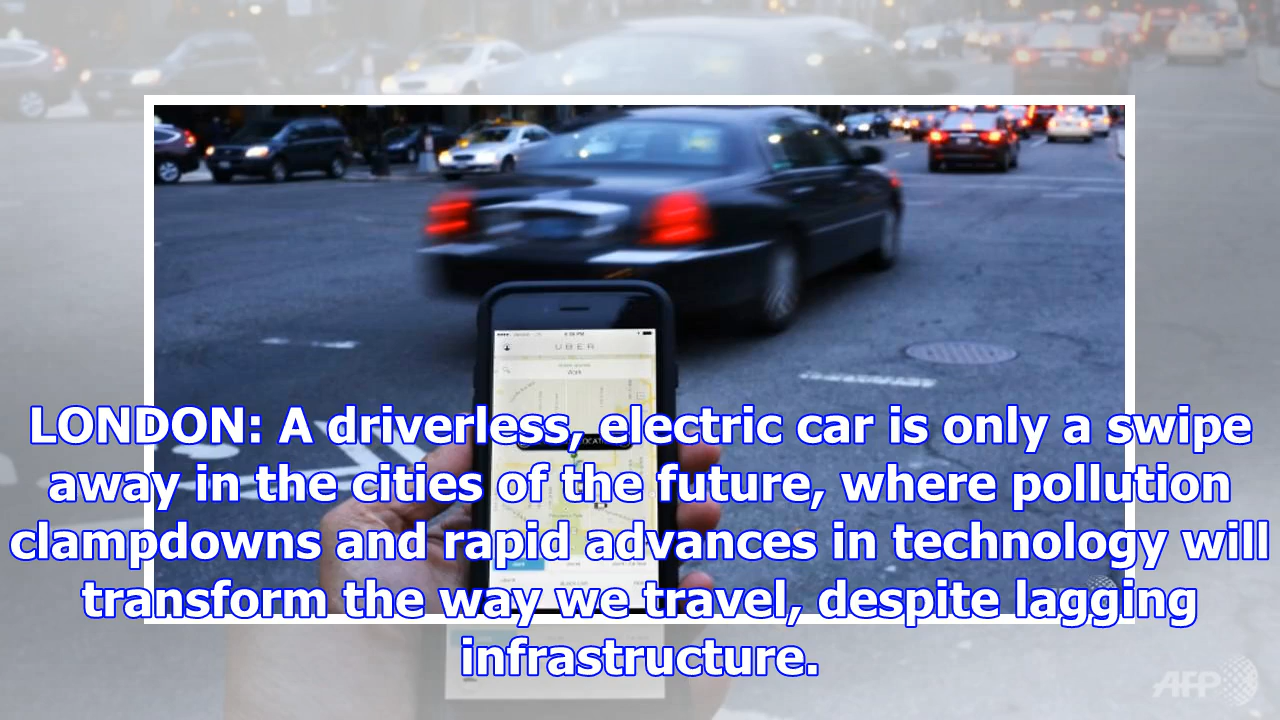 UBER
Work
LONDON: A driverless, electric car is only a swipe
away in the cities of the future, where pollution
clampdowns and rapid advances in technology will
transform the way we travel, despite lagging
infrastructure.
AFP